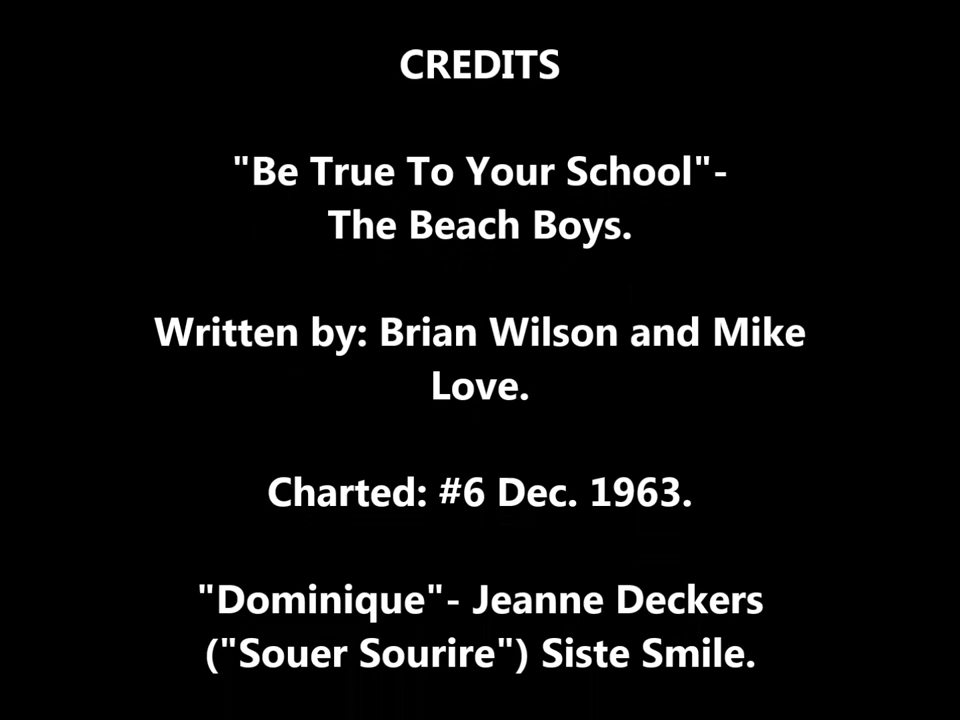 CREDITS
"Be True To Your School"-
The Beach Boys.
Written by: Brian Wilson and Mike
Love.
Charted: #6 Dec. 1963.
"Dominique"- Jeanne Deckers
("Souer Sourire") Siste Smile.